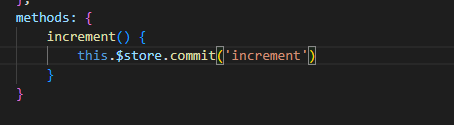 },
methods: {
    increment() {
        this.$store.commit('increment')
    }
}